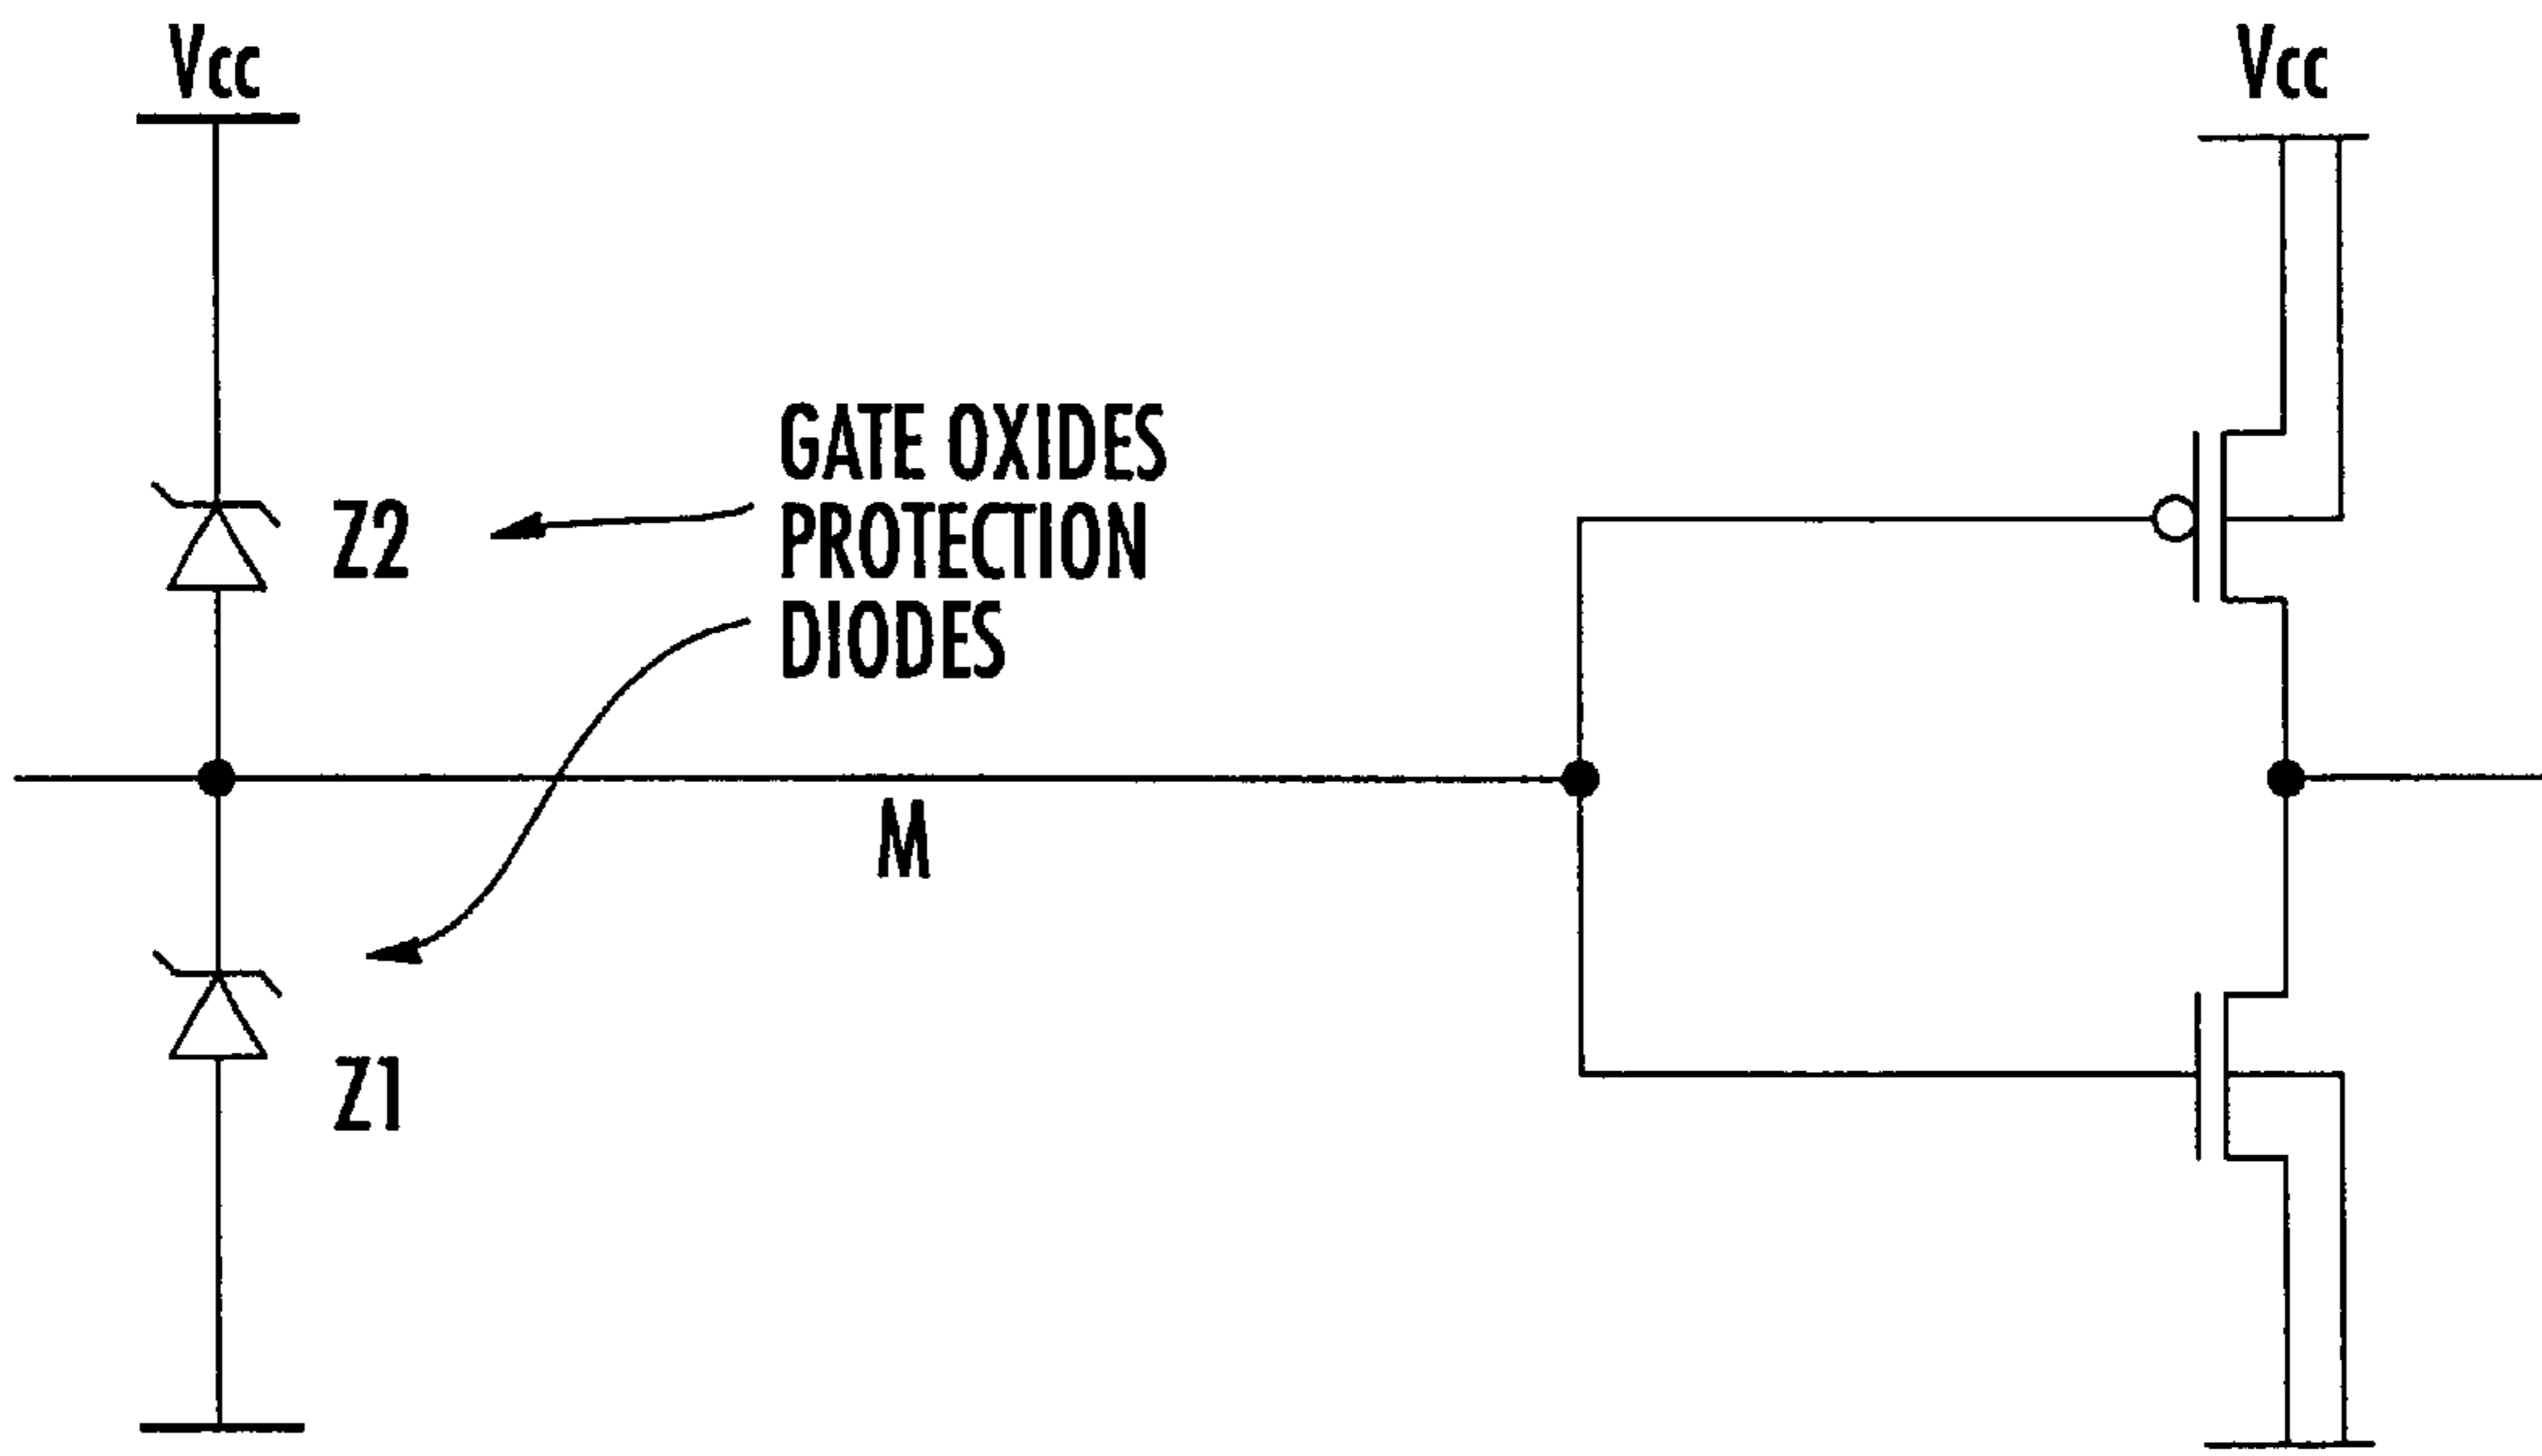 Vcc
Vcc
Z2
GATE OXIDES
PROTECTION
DIODES
M
Z1